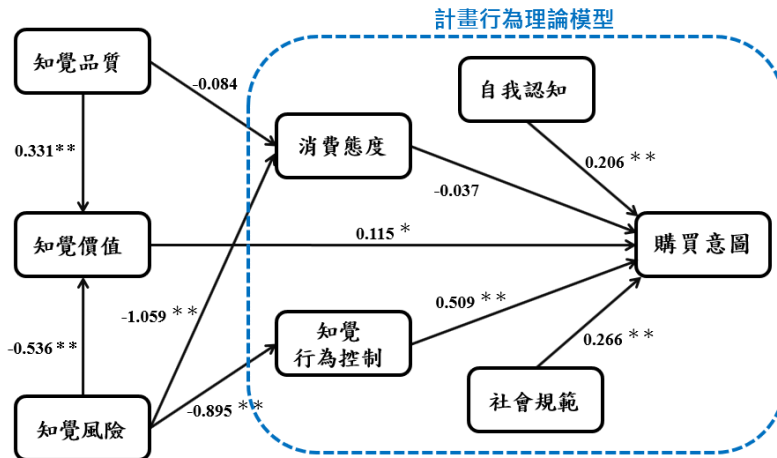 計畫行為理論模型
知覺品質
-0.084
自我認知
0.331**
消費態度
0.206 **
-0.037
知覺價值
0.115 *
購買意圖
-1.059 **
-0.536**
知覺
行為控制
0.509 **
0.266 **
-0.895 **
社會規範
知覺風險